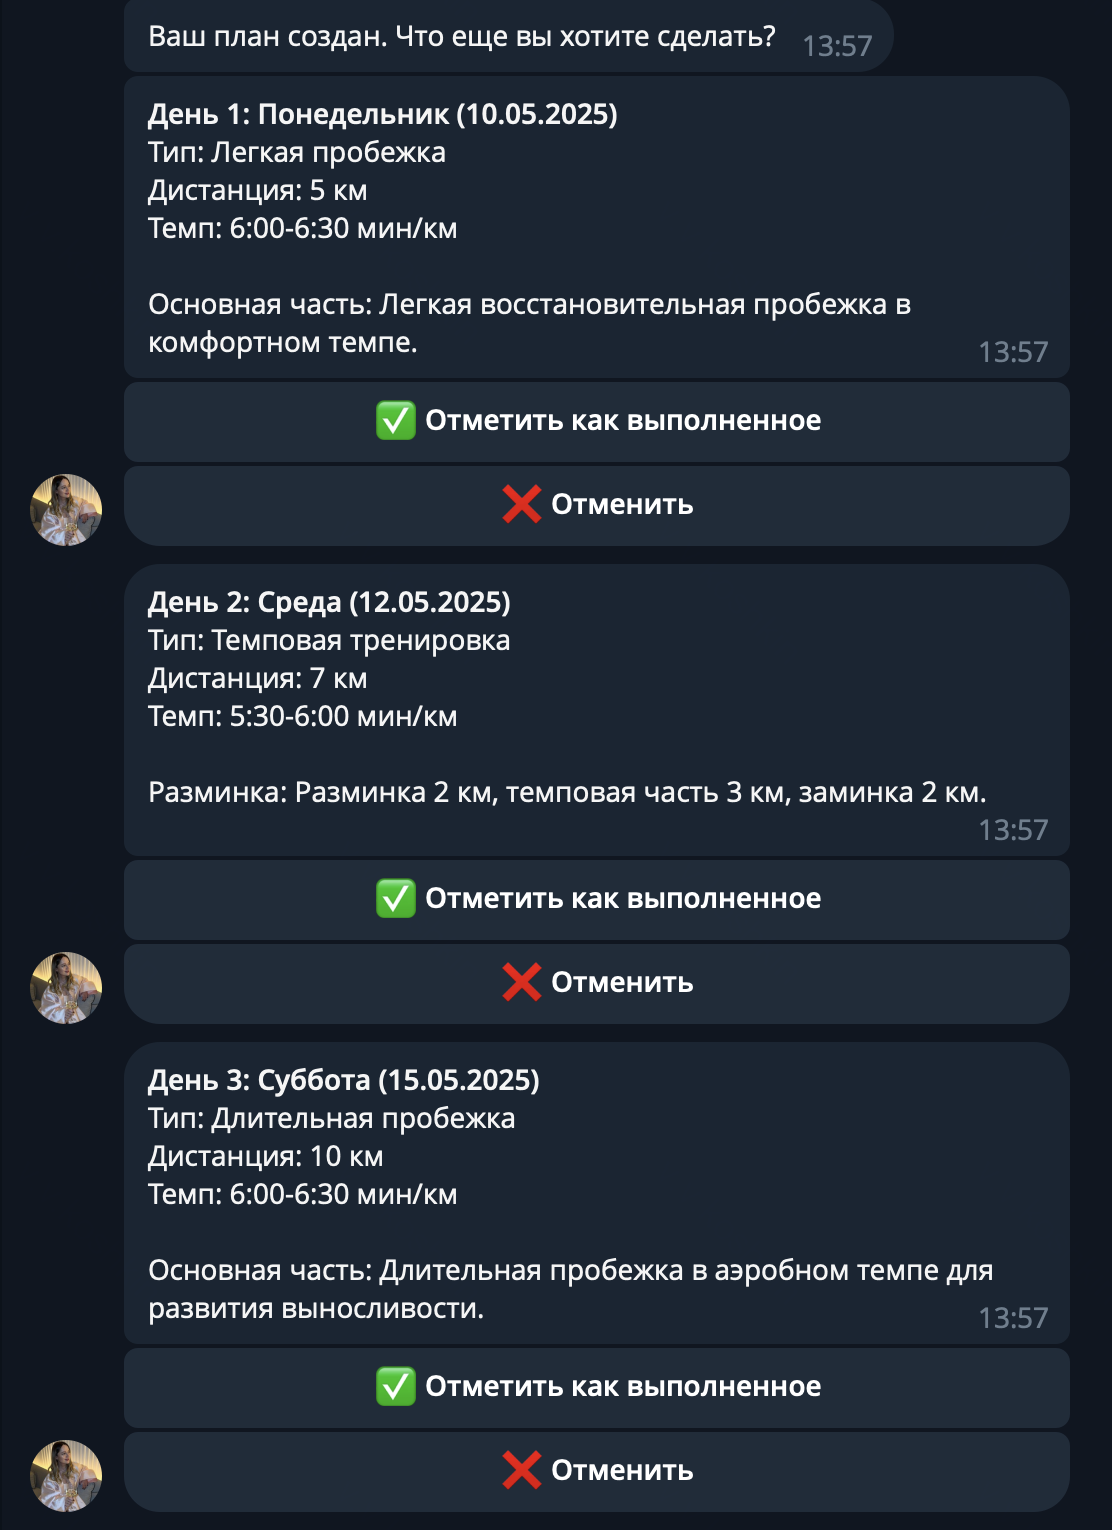 Ваш план создан. Что еще вы хотите сделать? 13:57
День 1: Понедельник (10.05.2025)
Тип: Легкая пробежка
Дистанция: 5 км
Темп: 6:00-6:30 мин/км
Основная часть: Легкая восстановительная пробежка в
комфортном темпе.
13:57
✅ Отметить как выполненное
❌ Отменить
День 2: Среда (12.05.2025)
Тип: Темповая тренировка
Дистанция: 7 км
Темп: 5:30-6:00 мин/км
Разминка: Разминка 2 км, темповая часть 3 км, заминка 2 км.
13:57
✅ Отметить как выполненное
❌ Отменить
День 3: Суббота (15.05.2025)
Тип: Длительная пробежка
Дистанция: 10 км
Темп: 6:00-6:30 мин/км
Основная часть: Длительная пробежка в аэробном темпе для
развития выносливости.
13:57
✅ Отметить как выполненное
❌ Отменить